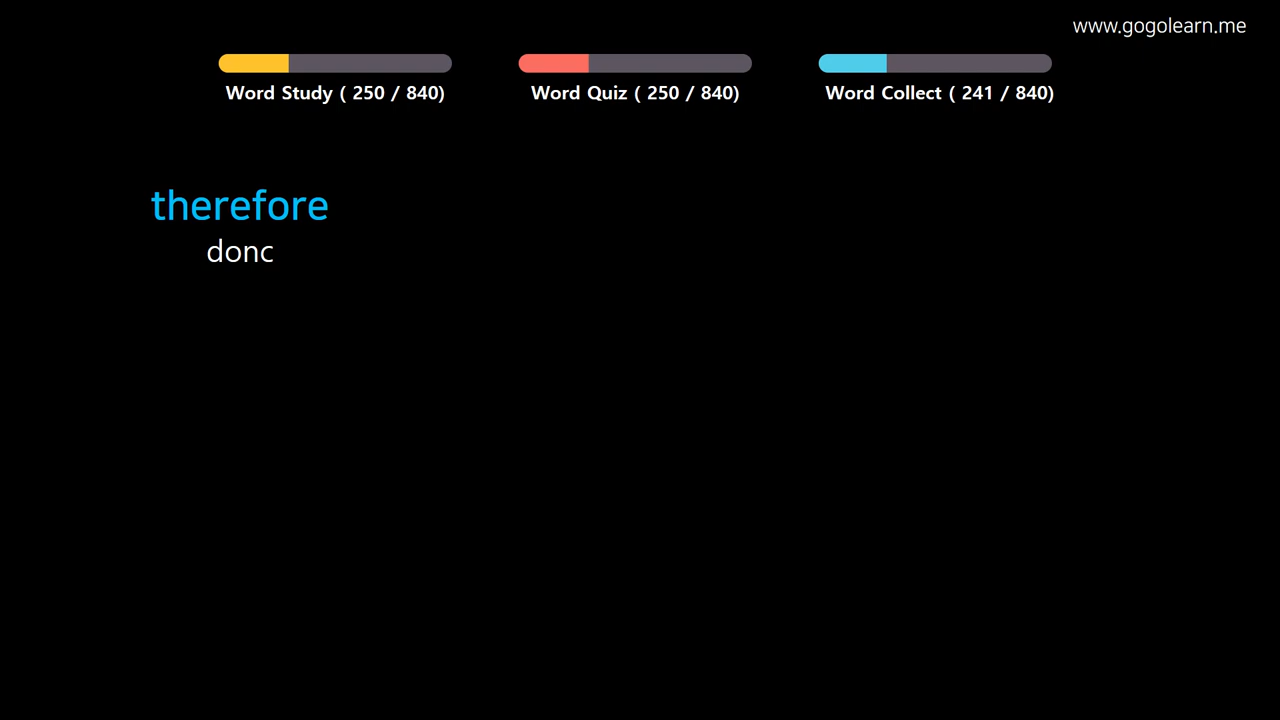 www.gogolearn.me
Word Study ( 250 / 840)
Word Quiz ( 250 / 840)
Word Collect ( 241 / 840)
therefore
donc